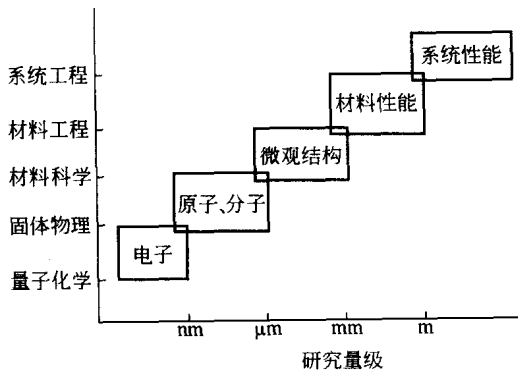 系统性能
系统工程
材料性能
材料工程
微观结构
材料科学
原子、分子
固体物理
电子
量子化学
nm
μm
mm
m
研究量级